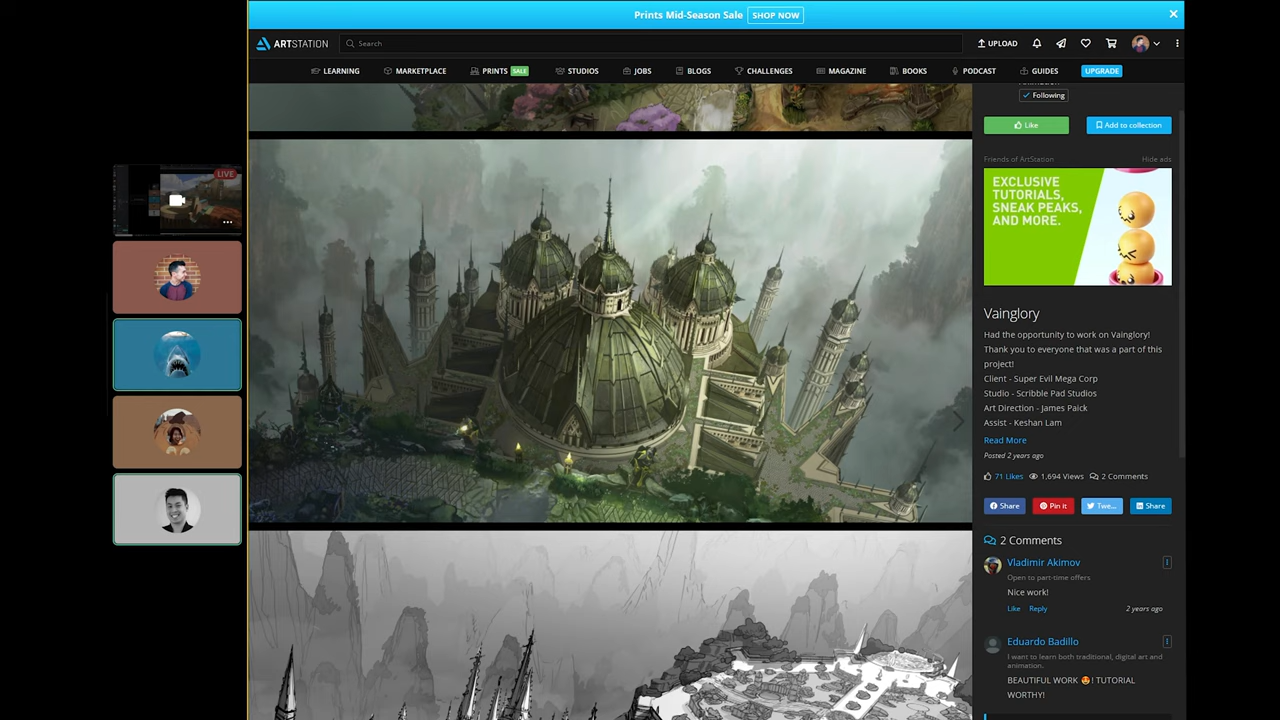 Prints Mid-Season Sale SHOP NOW
ARTSTATION Search UPLOAD
LEARNING MARKETPLACE PRINTS SALE STUDIOS JOBS BLOGS CHALLENGES MAGAZINE BOOKS PODCAST GUIDES UPGRADE
Following
Like Add to collection
Friends of ArtStation Hide ads
EXCLUSIVE
TUTORIALS,
SNEAK PEAKS,
AND MORE.
LIVE
Vainglory
Had the opportunity to work on Vainglory!
Thank you to everyone that was a part of this
project!
Client - Super Evil Mega Corp
Studio - Scribble Pad Studios
Art Direction - James Paick
Assist - Keshan Lam
Read More
Posted 2 years ago
71 Likes 1,694 Views 2 Comments
Share Pin it Twe... Share
2 Comments
Vladimir Akimov
Open to part-time offers
Nice work!
Like Reply 2 years ago
Eduardo Badillo
I want to learn both traditional, digital art and
animation.
BEAUTIFUL WORK 😍! TUTORIAL
WORTHY!